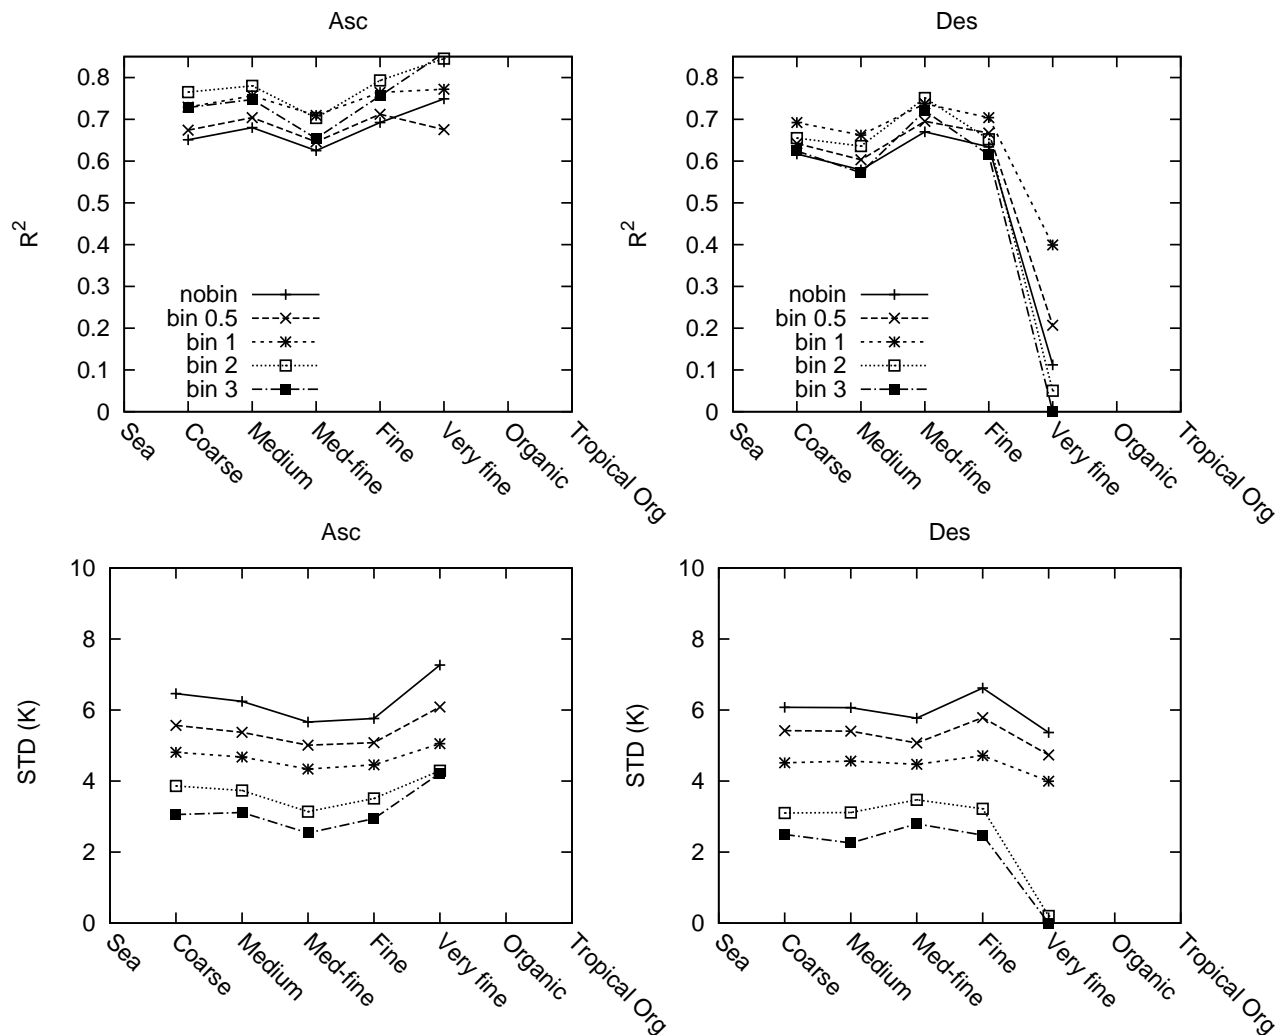 Asc
R2
0.8
0.7
0.6
0.5
0.4
0.3
0.2
0.1
0
nobin
bin 0.5
bin 1
bin 2
bin 3
Sea
Coarse
Medium
Med-fine
Fine
Very fine
Organic
Tropical Org
Des
R2
0.8
0.7
0.6
0.5
0.4
0.3
0.2
0.1
0
nobin
bin 0.5
bin 1
bin 2
bin 3
Sea
Coarse
Medium
Med-fine
Fine
Very fine
Organic
Tropical Org
Asc
STD (K)
10
8
6
4
2
0
Sea
Coarse
Medium
Med-fine
Fine
Very fine
Organic
Tropical Org
Des
STD (K)
10
8
6
4
2
0
Sea
Coarse
Medium
Med-fine
Fine
Very fine
Organic
Tropical Org